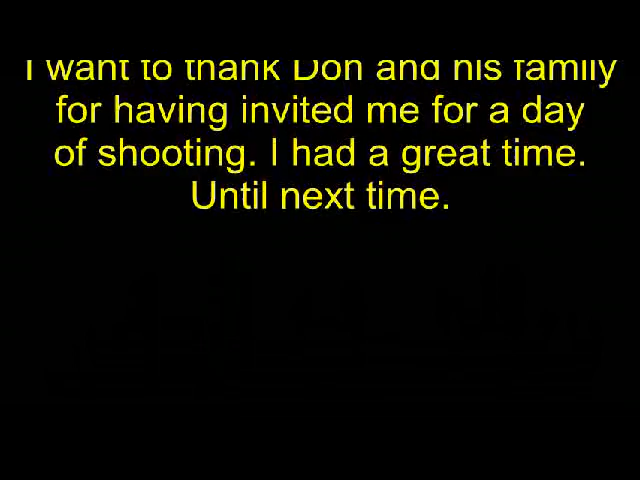 I want to thank Don and his family
for having invited me for a day
of shooting. I had a great time.
Until next time.